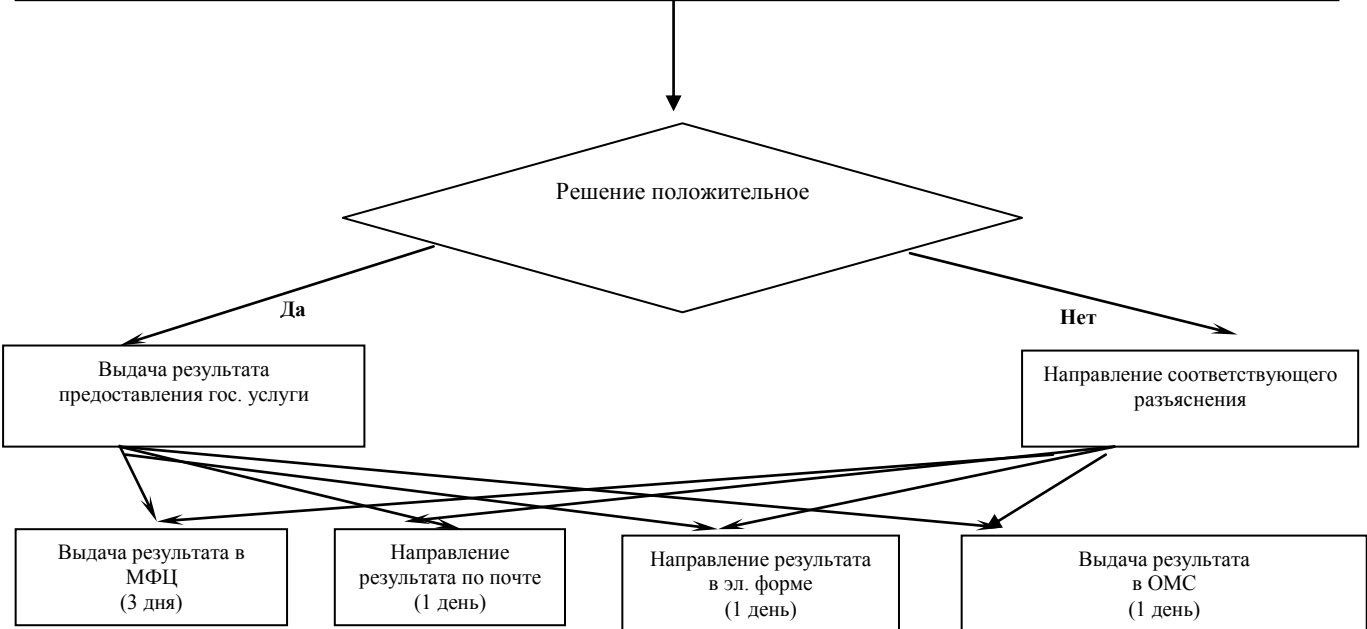 Решение положительное
Да
Нет
Выдача результата
предоставления гос. услуги
Направление соответствующего
разъяснения
Выдача результата в
МФЦ
(3 дня)
Направление
результата по почте
(1 день)
Направление результата
в эл. форме
(1 день)
Выдача результата
в ОМС
(1 день)